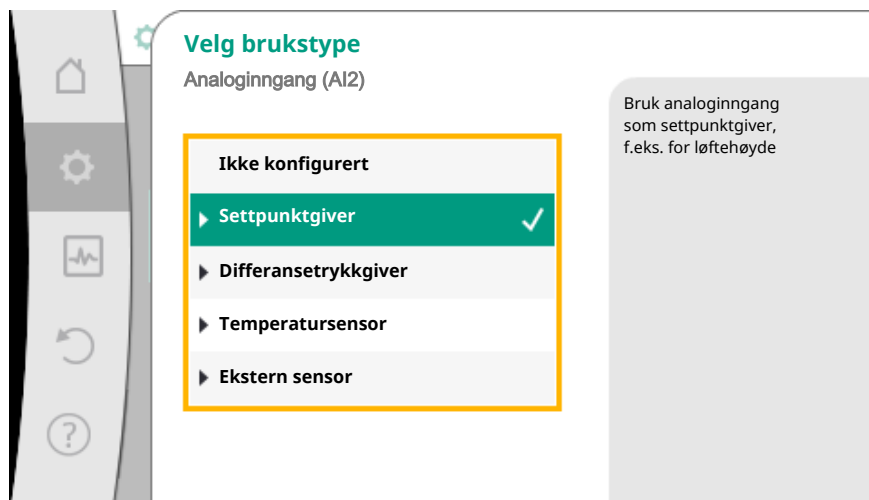 Velg brukstype
Analoginngang (AI2)
Bruk analoginngang
som settpunktgiver,
f.eks. for løftehøyde
Ikke konfigurert
Settpunktgiver
Differansetrykkgiver
Temperatursensor
Ekstern sensor
?